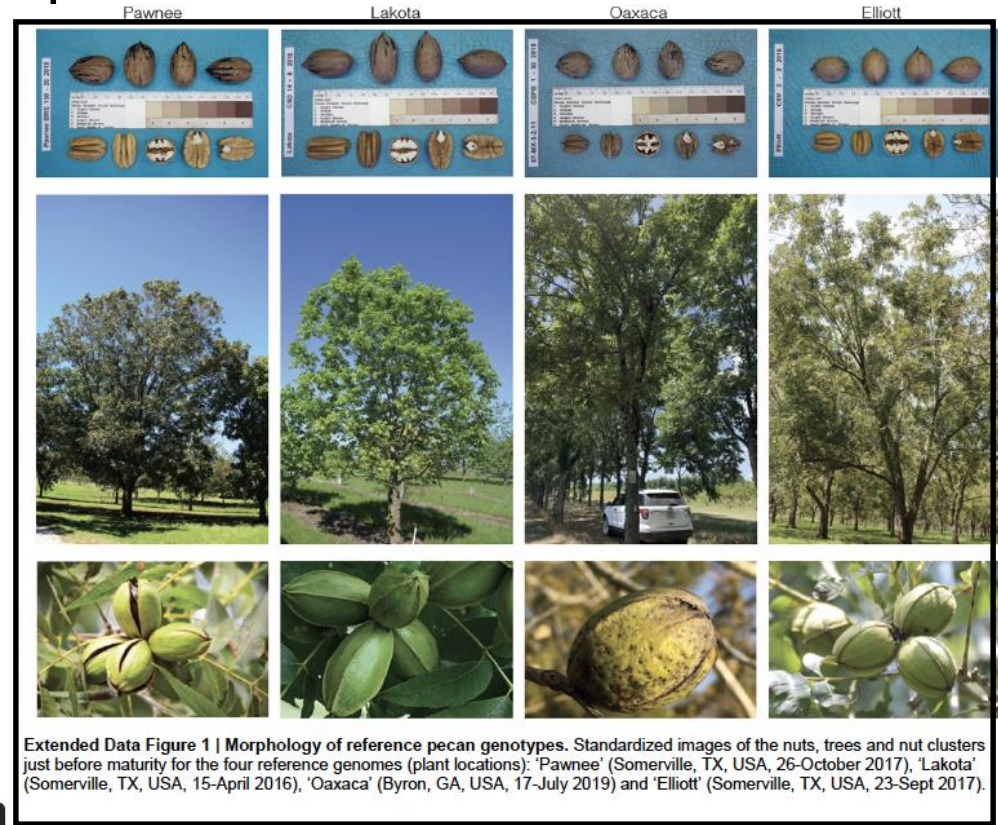 Pawnee Lakota Oaxaca Elliott
Lakota
Elliott
Extended Data Figure 1 | Morphology of reference pecan genotypes. Standardized images of the nuts, trees and nut clusters
just before maturity for the four reference genomes (plant locations): ‘Pawnee’ (Somerville, TX, USA, 26-October 2017), ‘Lakota’
(Somerville, TX, USA, 15-April 2016), ‘Oaxaca’ (Byron, GA, USA, 17-July 2019) and ‘Elliott’ (Somerville, TX, USA, 23-Sept 2017).